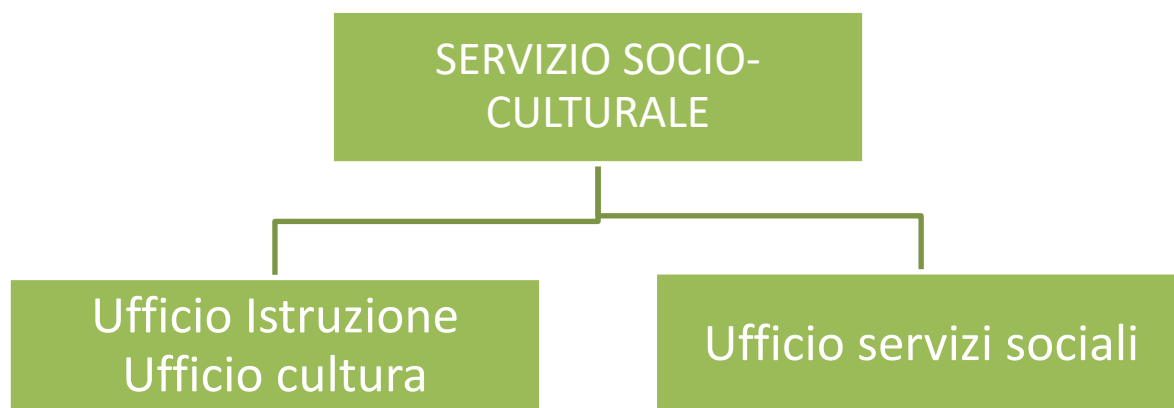 SERVIZIO SOCIO-
CULTURALE
Ufficio Istruzione
Ufficio cultura
Ufficio servizi sociali